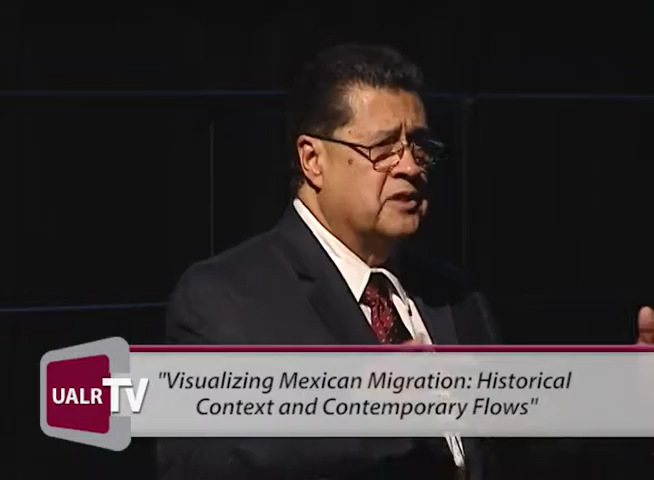 UALR TV
"Visualizing Mexican Migration: Historical
Context and Contemporary Flows"